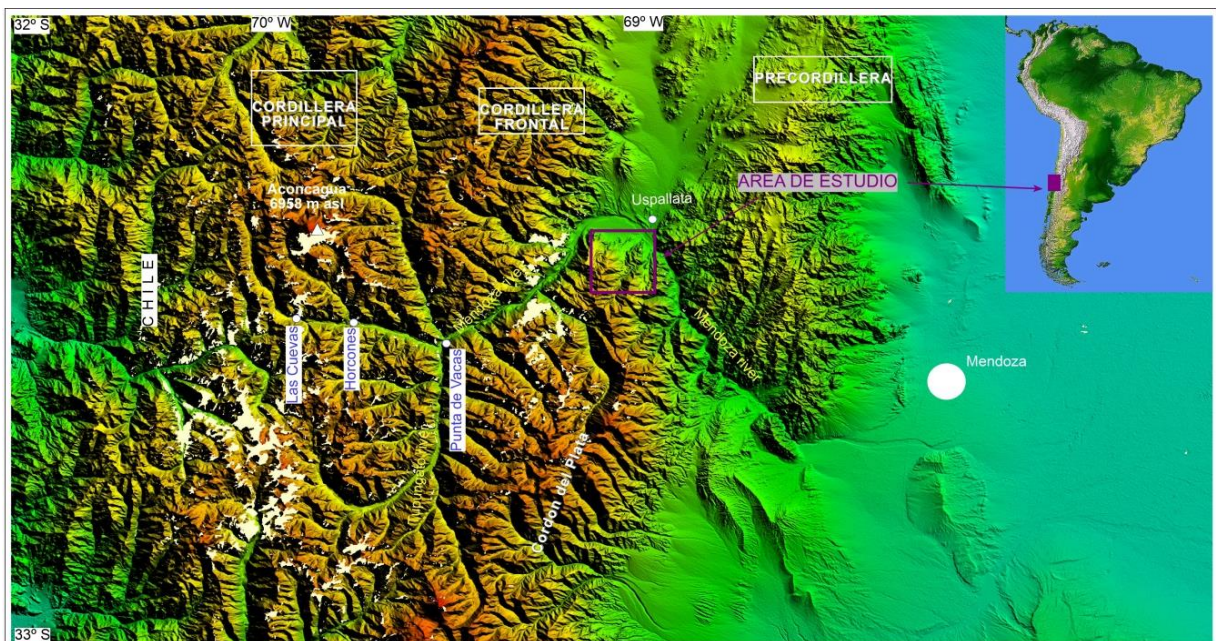 32° S
70° W
69° W
CORDILLERA
PRINCIPAL
CORDILLERA
FRONTAL
PRECORDILLERA
Aconcagua
6958 m asl
AREA DE ESTUDIO
Uspallata
CHILE
Mendoza river
Mendoza river
Las Cuevas
Horcones
Punta de Vacas
Mendoza
Cordon del Plata
33° S